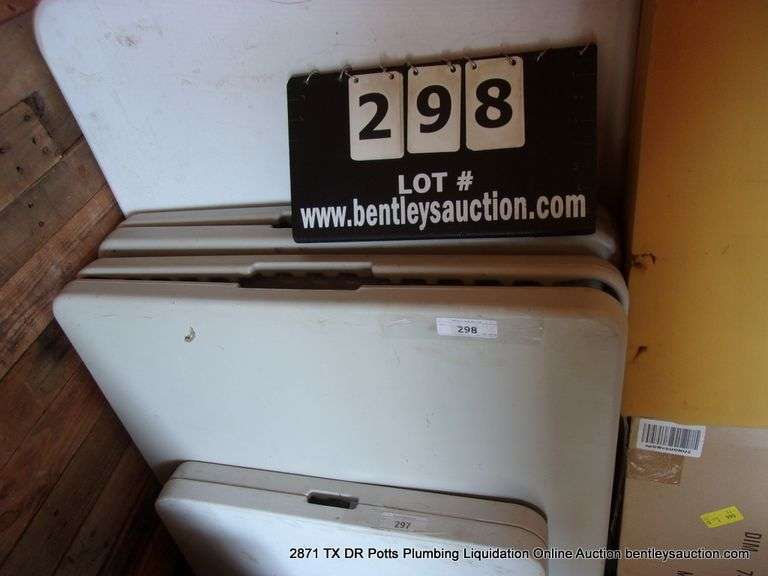 298
LOT #
www.bentleysauction.com
298
297
2871 TX DR Potts Plumbing Liquidation Online Auction bentleysauction.com